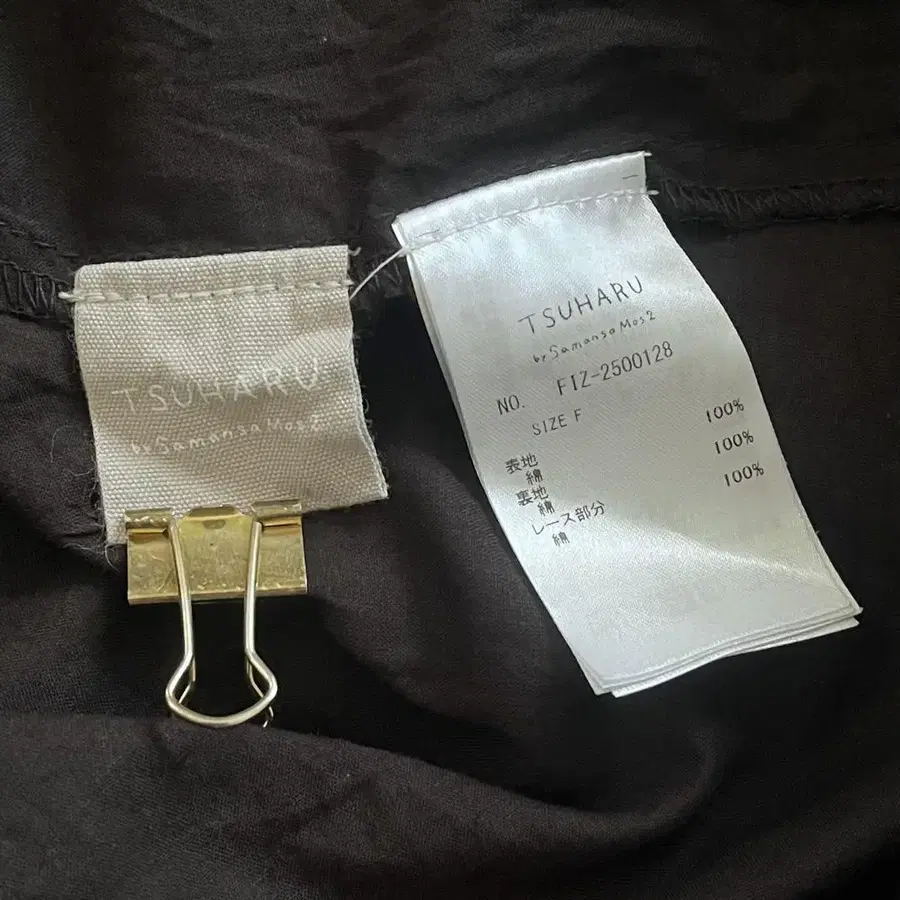 TSUHARU
by Samansa Mos2
TSUHARU
by Samansa Mos2
NO. FIZ-2500128
SIZE F
表地
綿 100%
裏地
綿 100%
レース部分
綿 100%